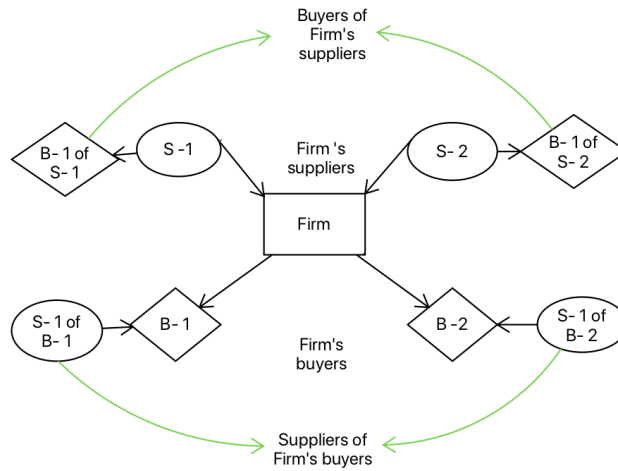 Buyers of
Firm's
suppliers
B- 1 of
S- 1
S -1
Firm 's
suppliers
S- 2
B- 1 of
S- 2
Firm
S- 1 of
B- 1
B- 1
B -2
S- 1 of
B- 2
Firm's
buyers
Suppliers of
Firm's buyers